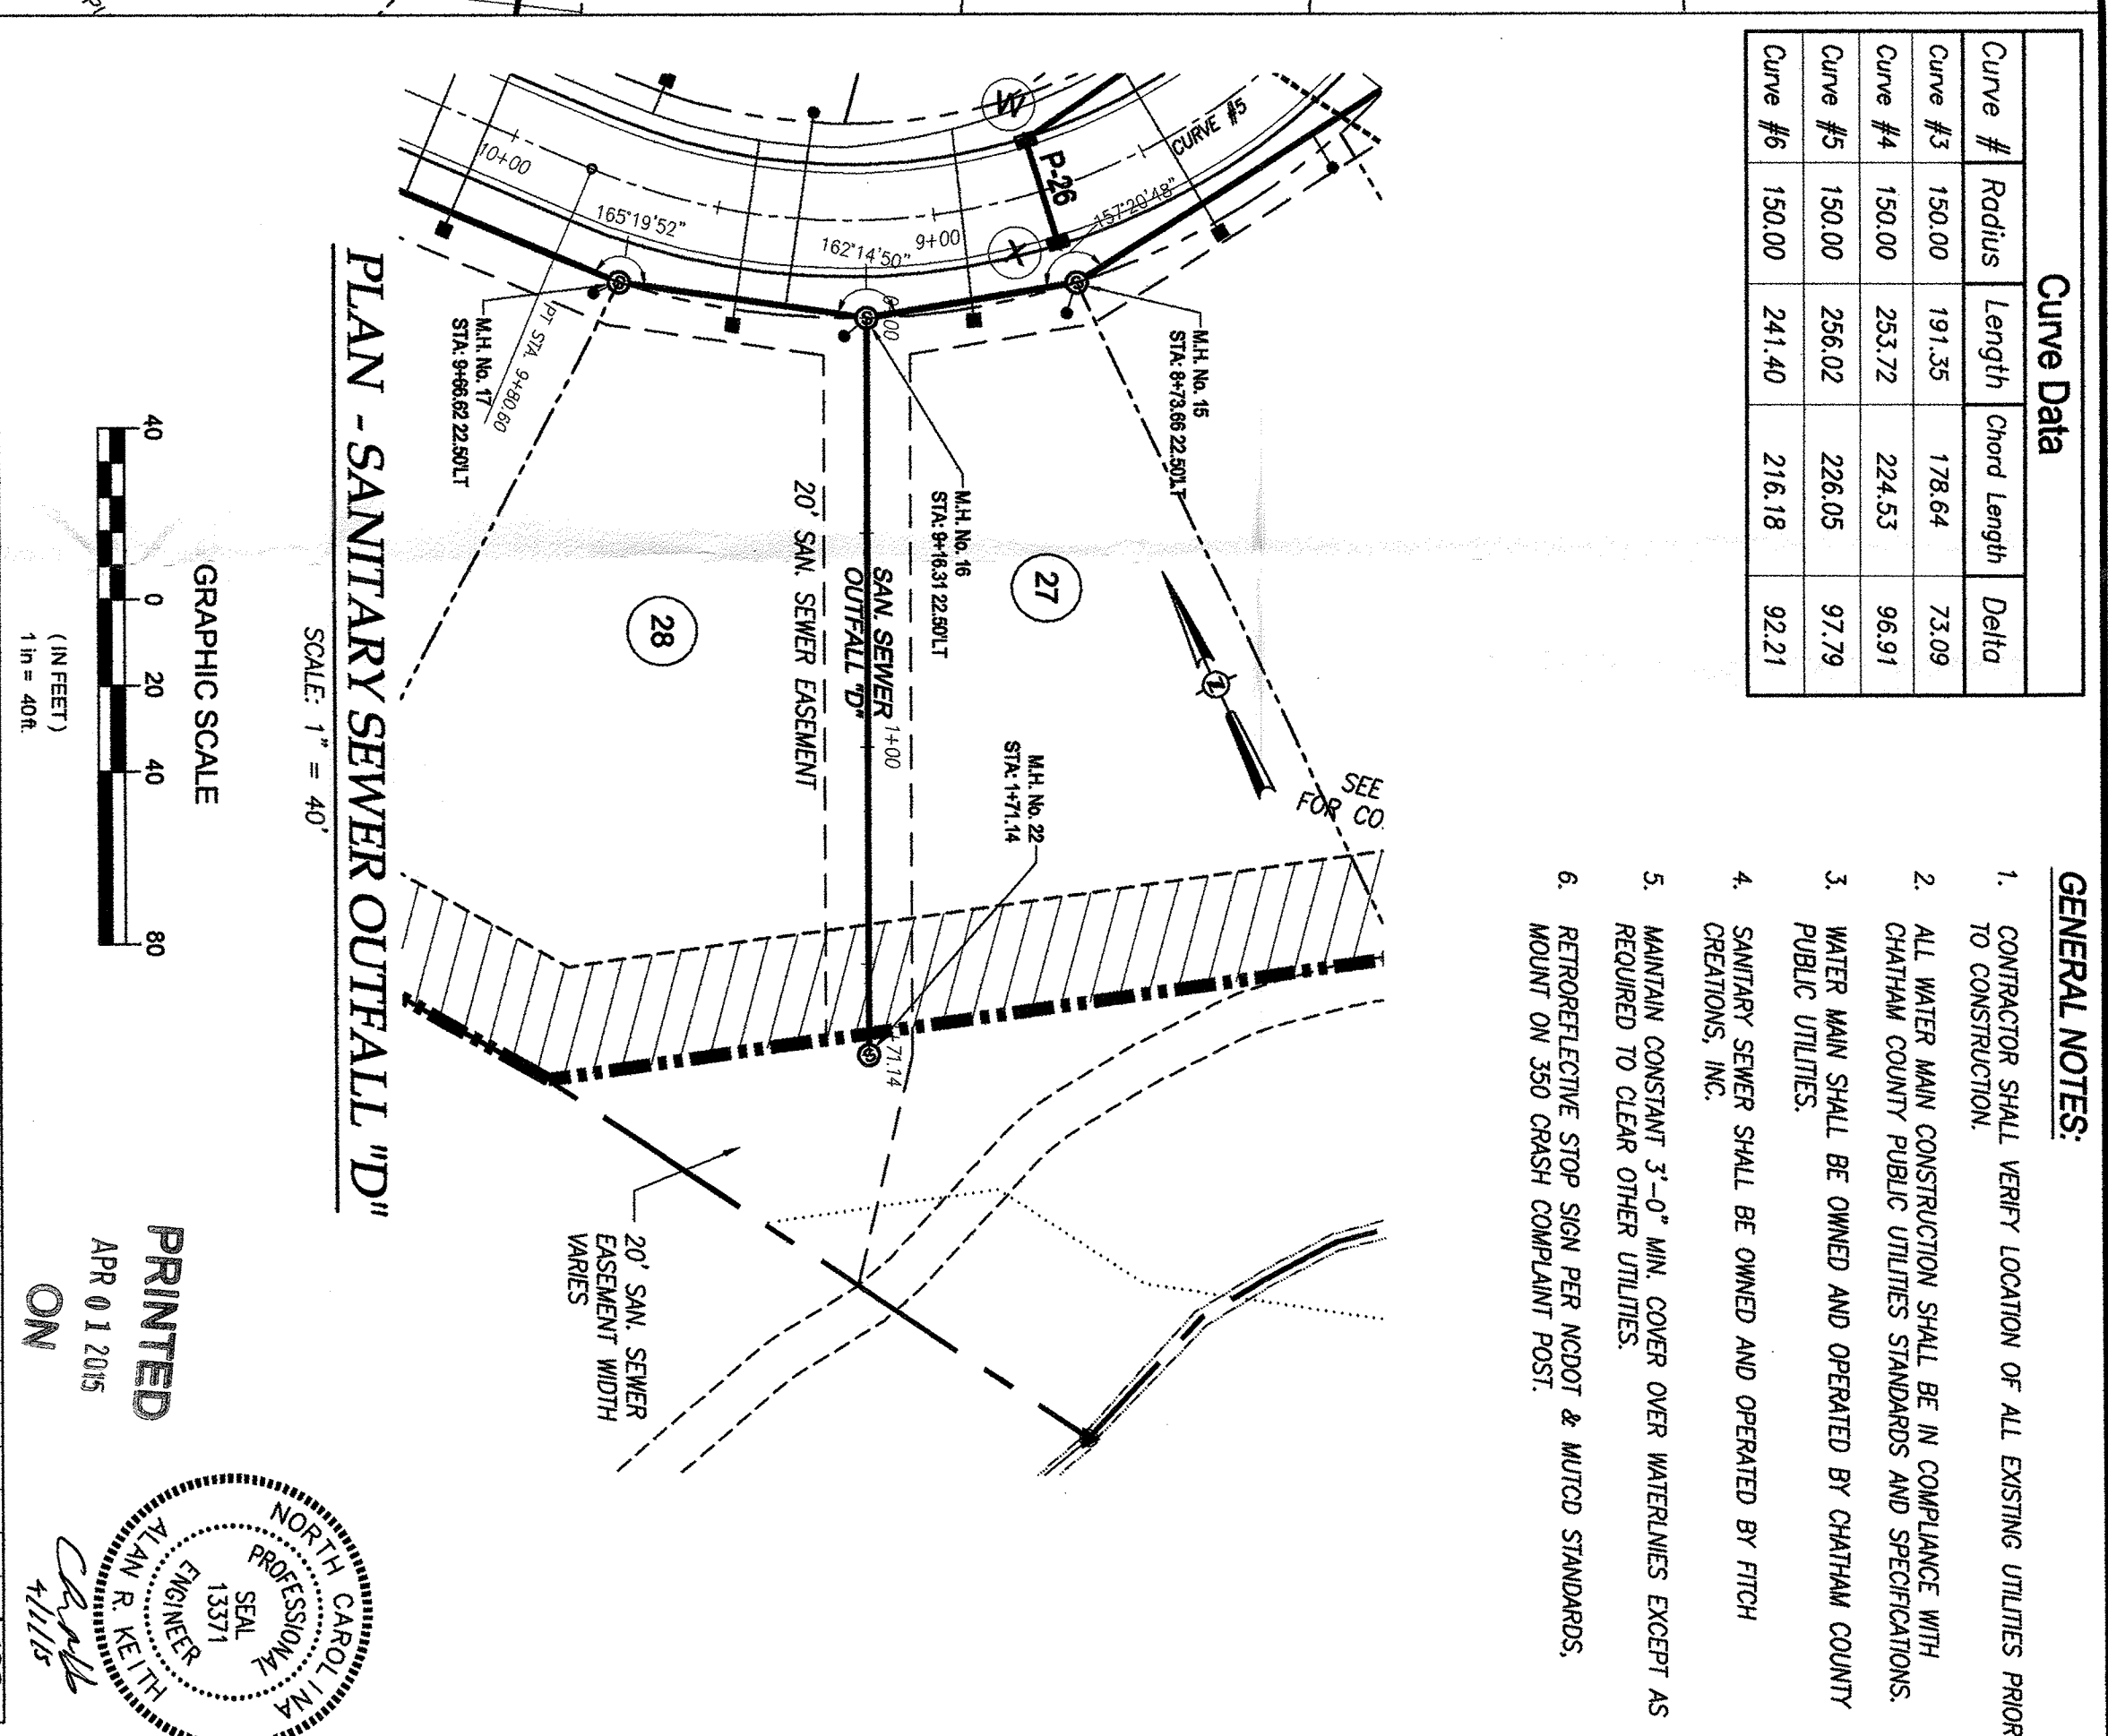 Curve Data
Curve # Radius Length Chord Length Delta
Curve #3 150.00 191.35 178.64 73.09
Curve #4 150.00 253.72 224.53 96.91
Curve #5 150.00 256.02 226.05 97.79
Curve #6 150.00 241.40 216.18 92.21
GENERAL NOTES:
1. CONTRACTOR SHALL VERIFY LOCATION OF ALL EXISTING UTILITIES PRIOR
TO CONSTRUCTION.
2. ALL WATER MAIN CONSTRUCTION SHALL BE IN COMPLIANCE WITH
CHATHAM COUNTY PUBLIC UTILITIES STANDARDS AND SPECIFICATIONS.
3. WATER MAIN SHALL BE OWNED AND OPERATED BY CHATHAM COUNTY
PUBLIC UTILITIES.
4. SANITARY SEWER SHALL BE OWNED AND OPERATED BY FITCH
CREATIONS, INC.
5. MAINTAIN CONSTANT 3'-0" MIN. COVER OVER WATERLNIES EXCEPT AS
REQUIRED TO CLEAR OTHER UTILITIES.
6. RETROREFLECTIVE STOP SIGN PER NCDOT & MUTCD STANDARDS,
MOUNT ON 350 CRASH COMPLAINT POST.
SEE
FOR CO
CURVE #5
W
P-26
X
157°20'48"
M.H. No. 15
STA: 8+73.66 22.50'LT
9+00
162°14'50"
M.H. No. 16
STA: 9+16.31 22.50'LT
27
Z
M.H. No. 22
STA: 1+71.14
SAN. SEWER
OUTFALL "D"
1+00
71.14
20' SAN. SEWER EASEMENT
28
165°19'52"
10+00
PT STA. 9+80.60
M.H. No. 17
STA: 9+66.62 22.50'LT
20' SAN. SEWER
EASEMENT WIDTH
VARIES
PLAN - SANITARY SEWER OUTFALL "D"
SCALE: 1" = 40'
GRAPHIC SCALE
40 0 20 40 80
( IN FEET )
1 in = 40 ft.
PRINTED
APR 01 2015
ON
NORTH CAROLINA
PROFESSIONAL
SEAL
13371
ENGINEER
ALAN R. KEITH
4/1/15